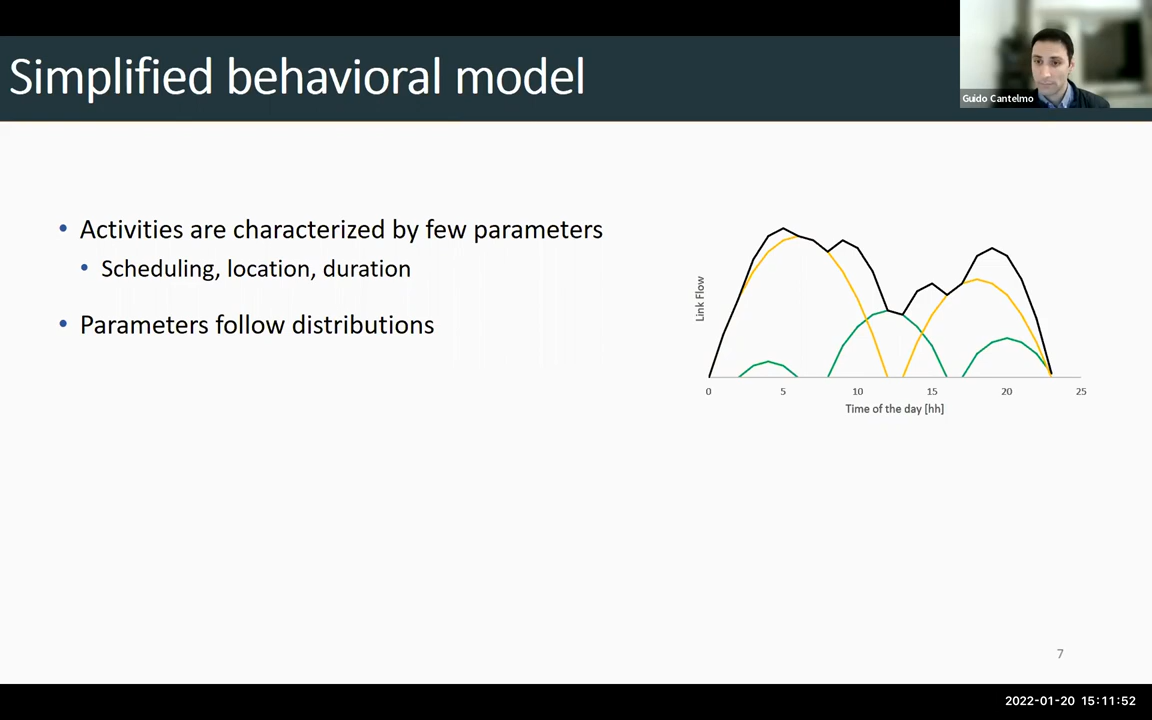 Simplified behavioral model
Guido Cantelmo
• Activities are characterized by few parameters
• Scheduling, location, duration
• Parameters follow distributions
Link Flow
0 5 10 15 20 25
Time of the day [hh]
7
2022-01-20 15:11:52